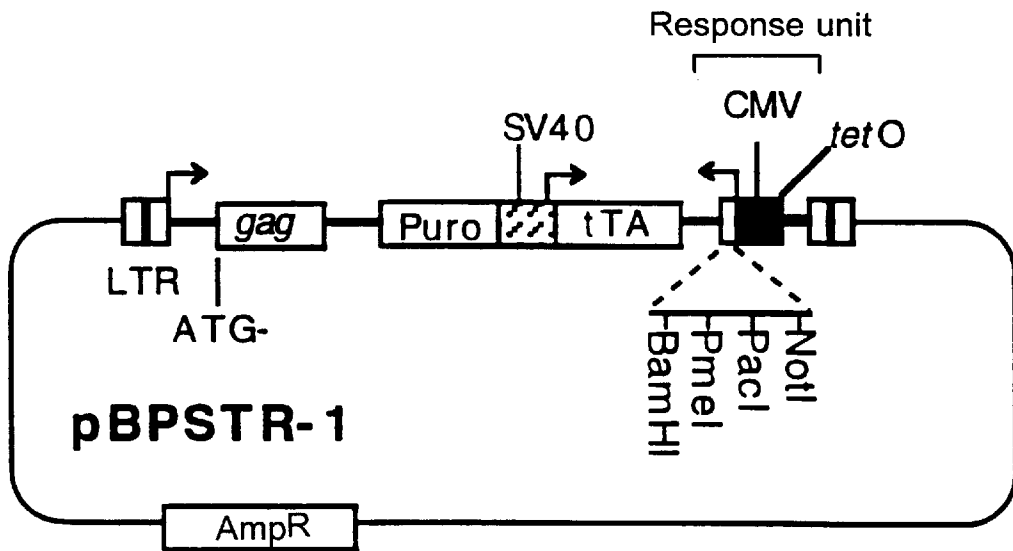 Response unit
CMV
SV40
tetO
gag
Puro
tTA
LTR
ATG-
NotI
PacI
PmeI
BamHI
pBPSTR-1
AmpR